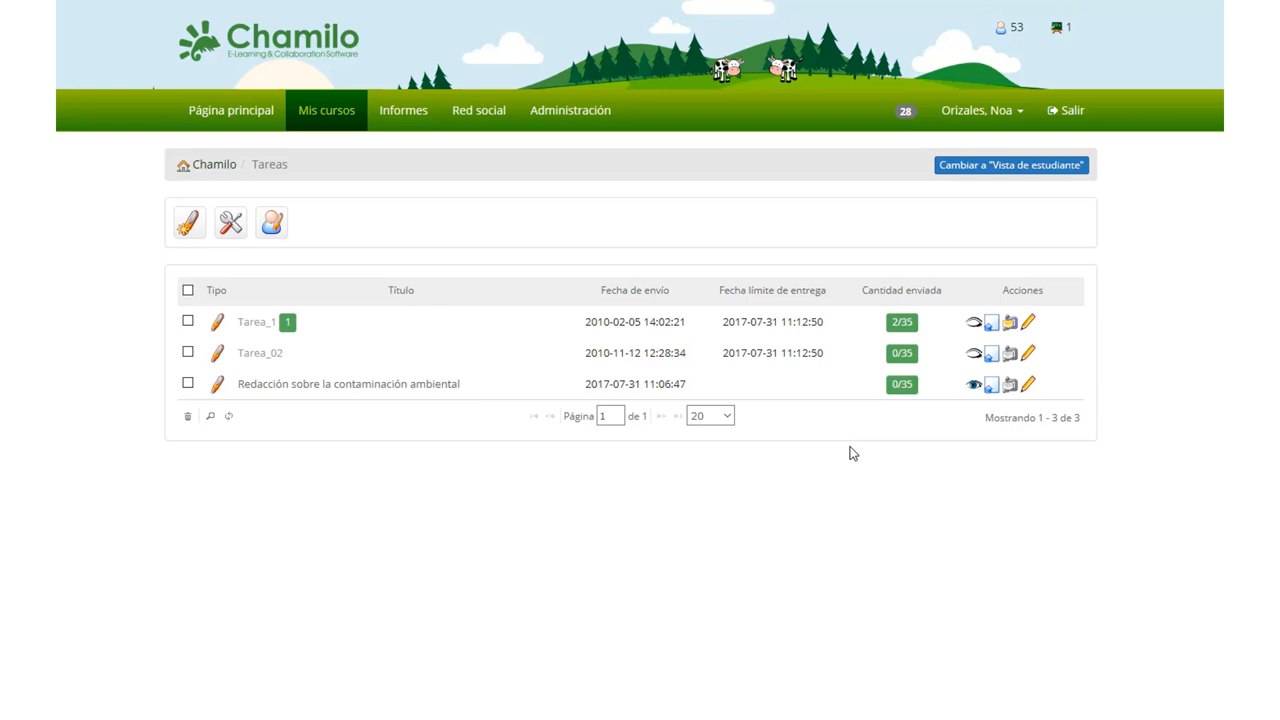 Chamilo
E-Learning & Collaboration Software
53
1
Página principal
Mis cursos
Informes
Red social
Administración
28
Orizales, Noa
Salir
Chamilo / Tareas
Cambiar a "Vista de estudiante"
Tipo Título Fecha de envío Fecha límite de entrega Cantidad enviada Acciones
Tarea_1 1 2010-02-05 14:02:21 2017-07-31 11:12:50 2/35
Tarea_02 2010-11-12 12:28:34 2017-07-31 11:12:50 0/35
Redacción sobre la contaminación ambiental 2017-07-31 11:06:47 0/35
Página 1 de 1 20 Mostrando 1 - 3 de 3